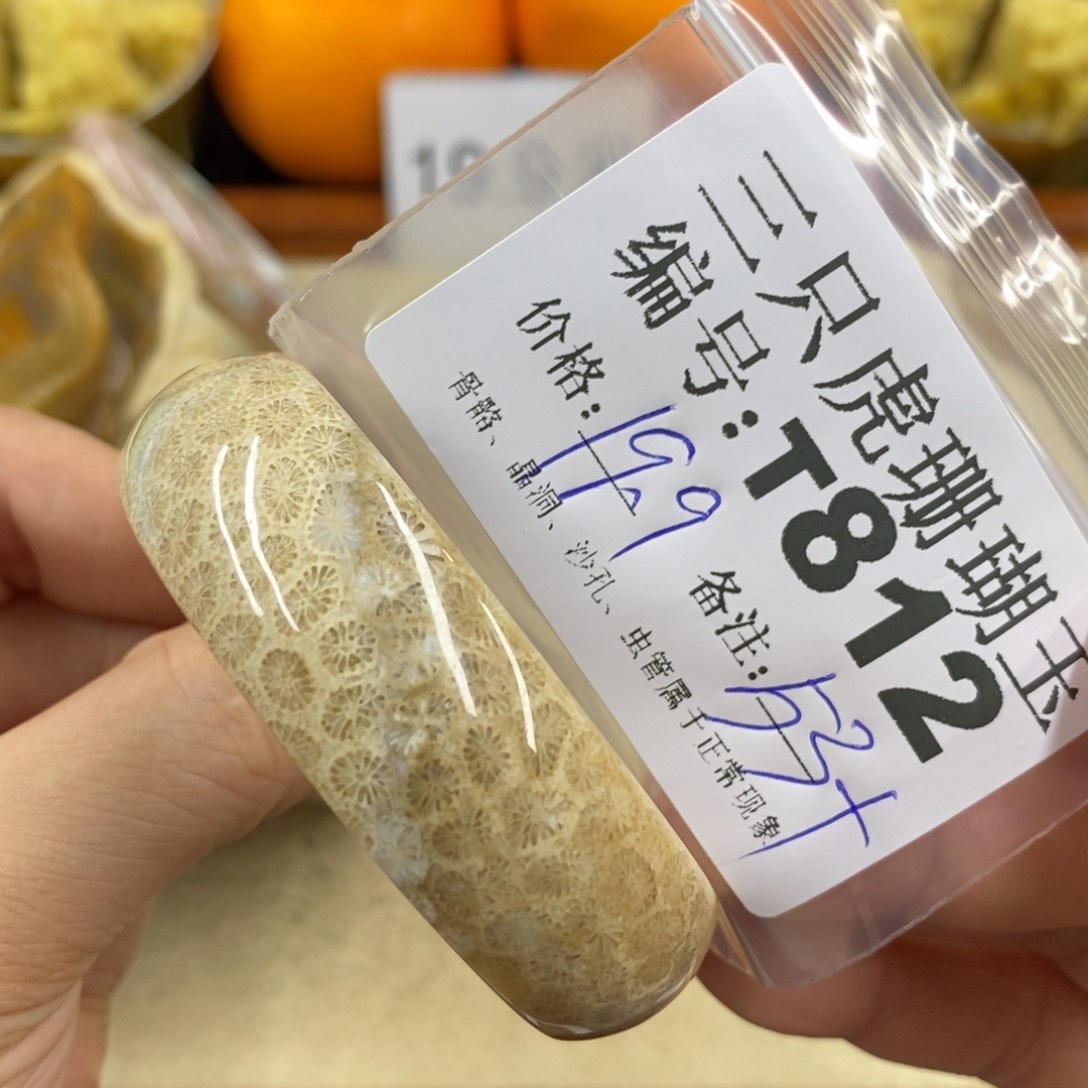 三只虎珊瑚玉
编号:T812
价格:199 备注:
骨骼、晶洞、沙孔、虫管属于正常现象